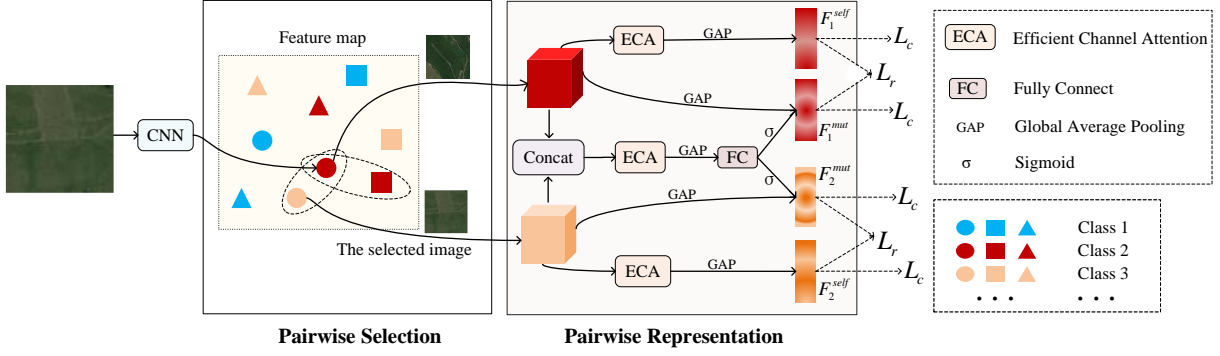 CNN
Feature map
The selected image
Pairwise Selection
ECA
GAP
F_1^{self}
L_c
L_r
GAP
F_1^{mut}
L_c
Concat
ECA
GAP
FC
σ
σ
F_2^{mut}
GAP
L_c
L_r
ECA
GAP
F_2^{self}
L_c
Pairwise Representation
ECA Efficient Channel Attention
FC Fully Connect
GAP Global Average Pooling
σ Sigmoid
Class 1
Class 2
Class 3
• • • • • •